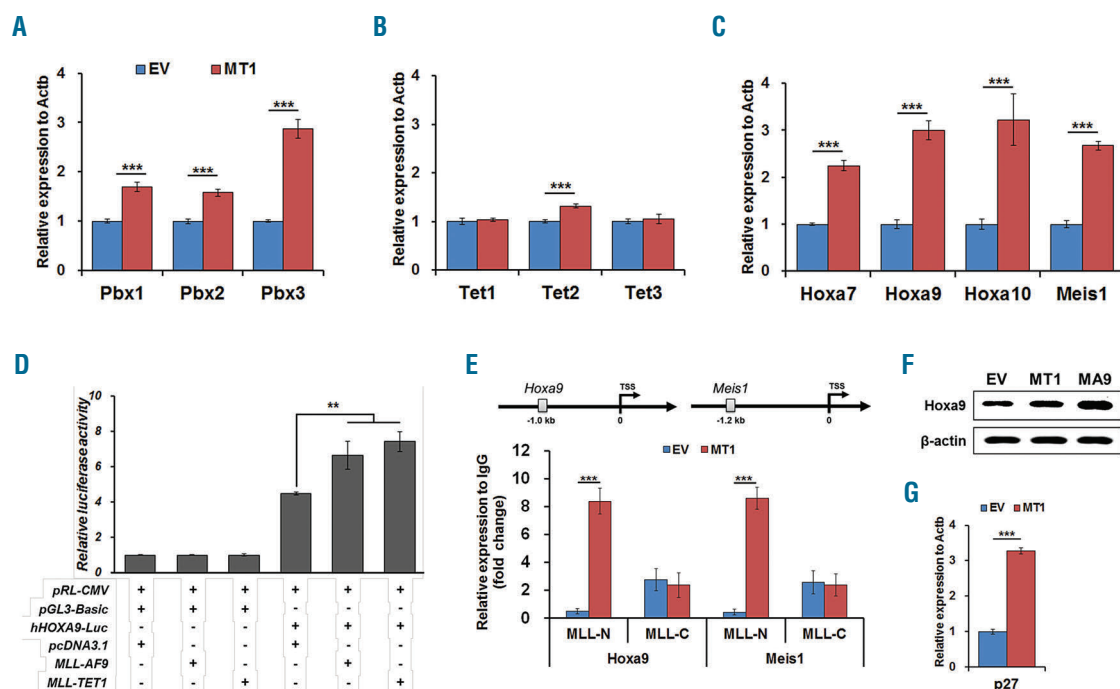 A
B
C
EV MT1
Relative expression to Actb
4
3
2
1
0
***
***
***
Pbx1 Pbx2 Pbx3
Relative expression to Actb
4
3
2
1
0
***
Tet1 Tet2 Tet3
Relative expression to Actb
4
3
2
1
0
***
***
***
***
Hoxa7 Hoxa9 Hoxa10 Meis1
D
Relative luciferase activity
10
8
6
4
2
0
**
pRL-CMV + + + + + +
pGL3-Basic + + + - - -
hHOXA9-Luc - - - + + +
pcDNA3.1 + - - + - -
MLL-AF9 - + - - + -
MLL-TET1 - - + - - +
E
Hoxa9 TSS
-1.0 kb 0
Meis1 TSS
-1.2 kb 0
EV MT1
Relative expression to IgG
(fold change)
12
10
8
6
4
2
0
***
***
MLL-N MLL-C MLL-N MLL-C
Hoxa9 Meis1
F
EV MT1 MA9
Hoxa9
β-actin
G
EV MT1
Relative expression to Actb
4
3
2
1
0
***
p27